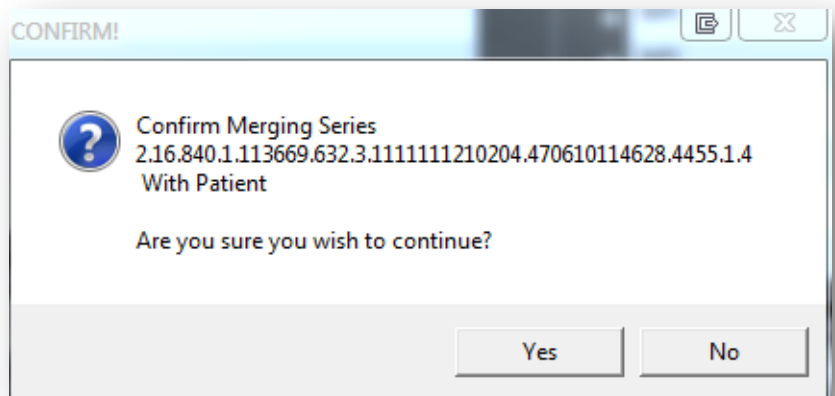 CONFIRM!
Confirm Merging Series
2.16.840.1.113669.632.3.1111111210204.470610114628.4455.1.4
With Patient
Are you sure you wish to continue?
Yes
No